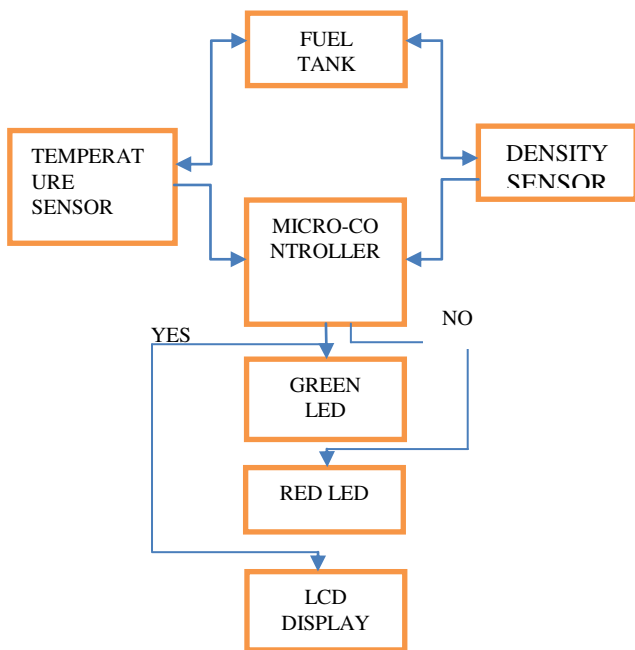 FUEL
TANK
TEMPERAT
URE
SENSOR
DENSITY
SENSOR
MICRO-CO
NTROLLER
NO
YES
GREEN
LED
RED LED
LCD
DISPLAY